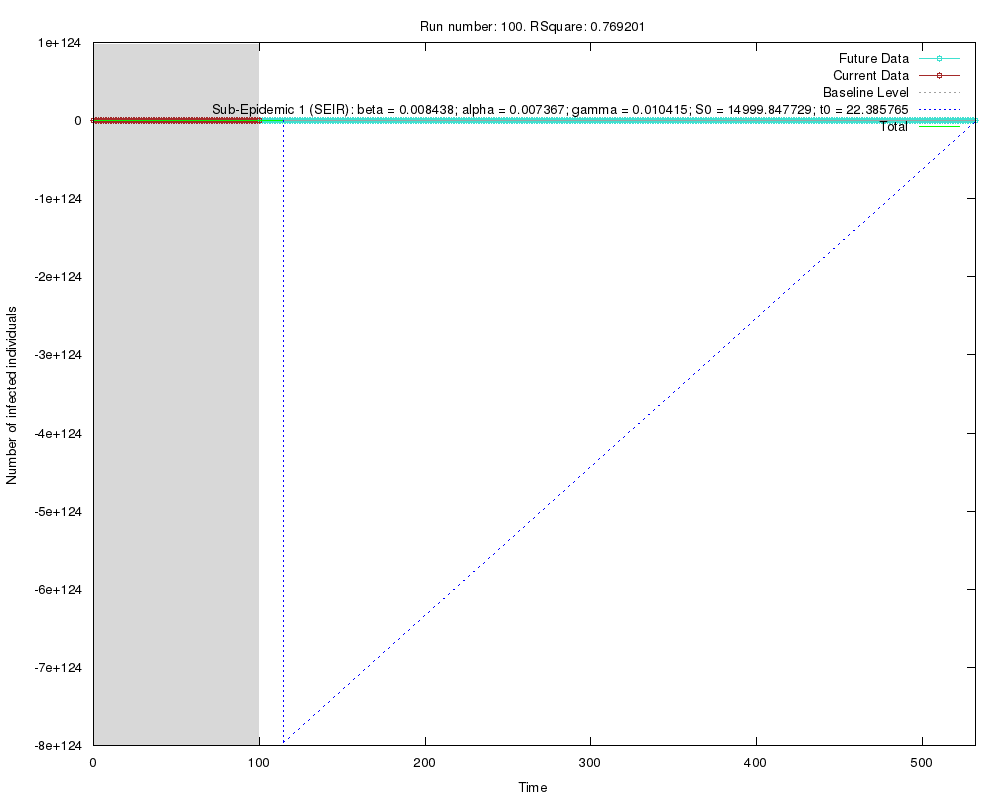 Run number: 100. RSquare: 0.769201
1e+124
Future Data
Current Data
Baseline Level
Sub-Epidemic 1 (SEIR): beta = 0.008438; alpha = 0.007367; gamma = 0.010415; S0 = 14999.847729; t0 = 22.385765
0
Total
-1e+124
-2e+124
-3e+124
-4e+124
-5e+124
-6e+124
-7e+124
-8e+124
Number of infected individuals
0 100 200 300 400 500
Time